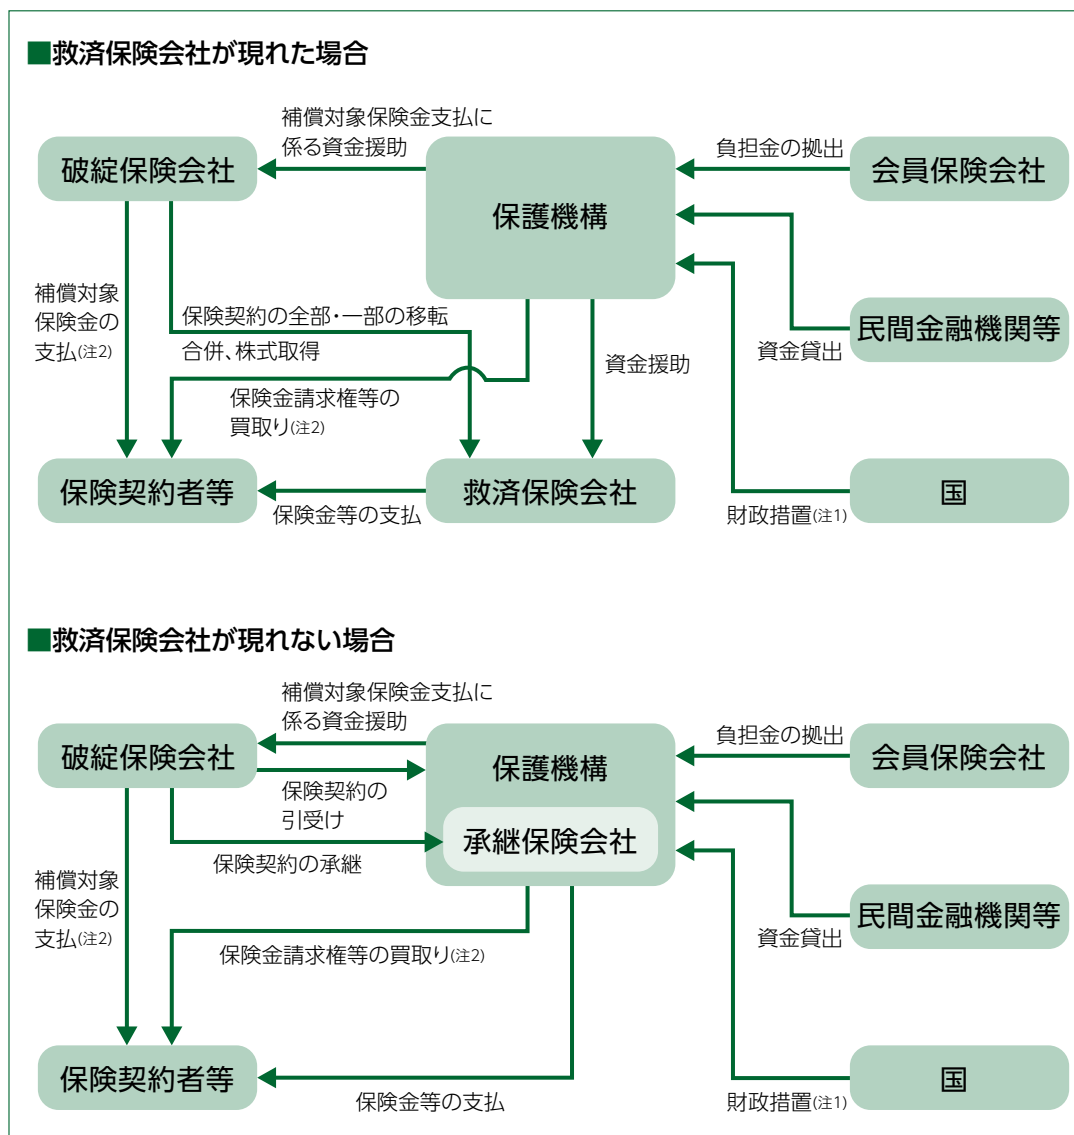 ■救済保険会社が現れた場合
補償対象保険金支払に
係る資金援助
負担金の拠出
破綻保険会社
保護機構
会員保険会社
補償対象
保険金の
支払(注2)
保険契約の全部・一部の移転
合併、株式取得
資金援助
民間金融機関等
資金貸出
保険金請求権等の
買取り(注2)
保険契約者等
救済保険会社
国
保険金等の支払
財政措置(注1)
■救済保険会社が現れない場合
補償対象保険金支払に
係る資金援助
負担金の拠出
破綻保険会社
保護機構
会員保険会社
保険契約の
引受け
承継保険会社
保険契約の承継
補償対象
保険金の
支払(注2)
民間金融機関等
資金貸出
保険金請求権等の買取り(注2)
保険契約者等
国
保険金等の支払
財政措置(注1)